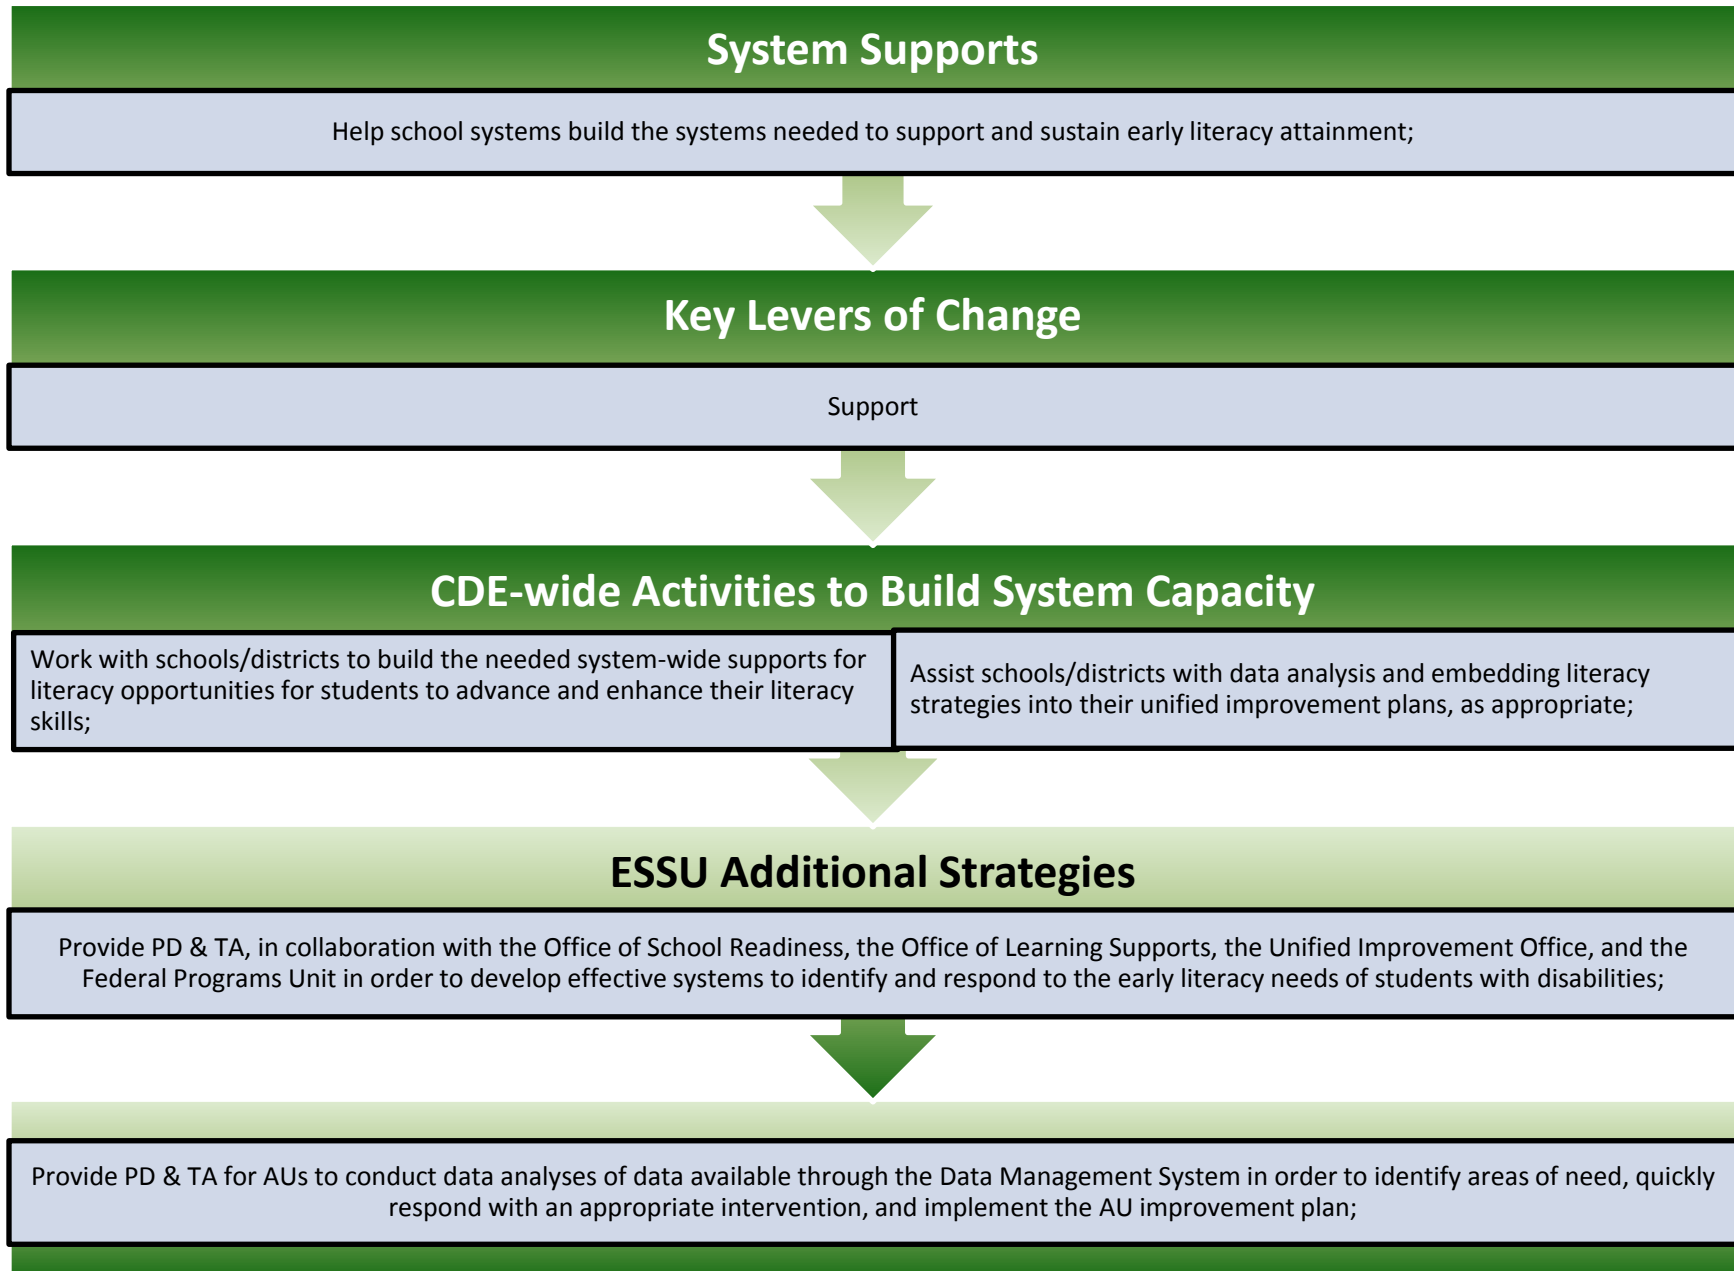 System Supports
Help school systems build the systems needed to support and sustain early literacy attainment;
Key Levers of Change
Support
CDE-wide Activities to Build System Capacity
Work with schools/districts to build the needed system-wide supports for
literacy opportunities for students to advance and enhance their literacy
skills;
Assist schools/districts with data analysis and embedding literacy
strategies into their unified improvement plans, as appropriate;
ESSU Additional Strategies
Provide PD & TA, in collaboration with the Office of School Readiness, the Office of Learning Supports, the Unified Improvement Office, and the
Federal Programs Unit in order to develop effective systems to identify and respond to the early literacy needs of students with disabilities;
Provide PD & TA for AUs to conduct data analyses of data available through the Data Management System in order to identify areas of need, quickly
respond with an appropriate intervention, and implement the AU improvement plan;